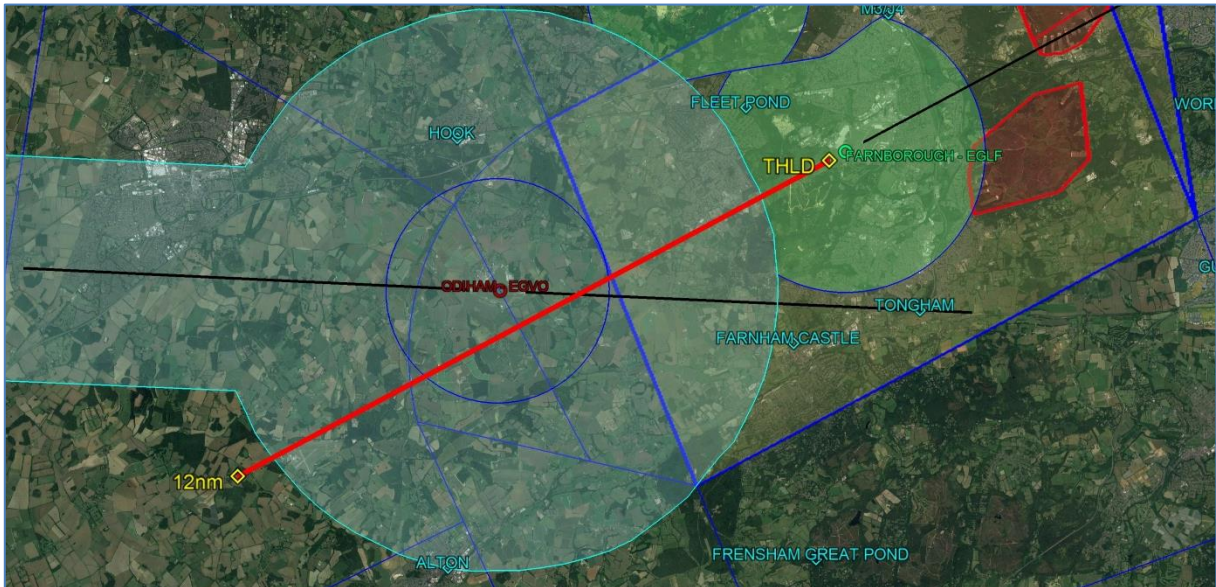 M3/J4
FLEET POND
WOR
HOOK
THLD
FARNBOROUGH - EGLF
GU
ODIHAM - EGVO
TONGHAM
FARNHAM CASTLE
12nm
ALTON
FRENSHAM GREAT POND